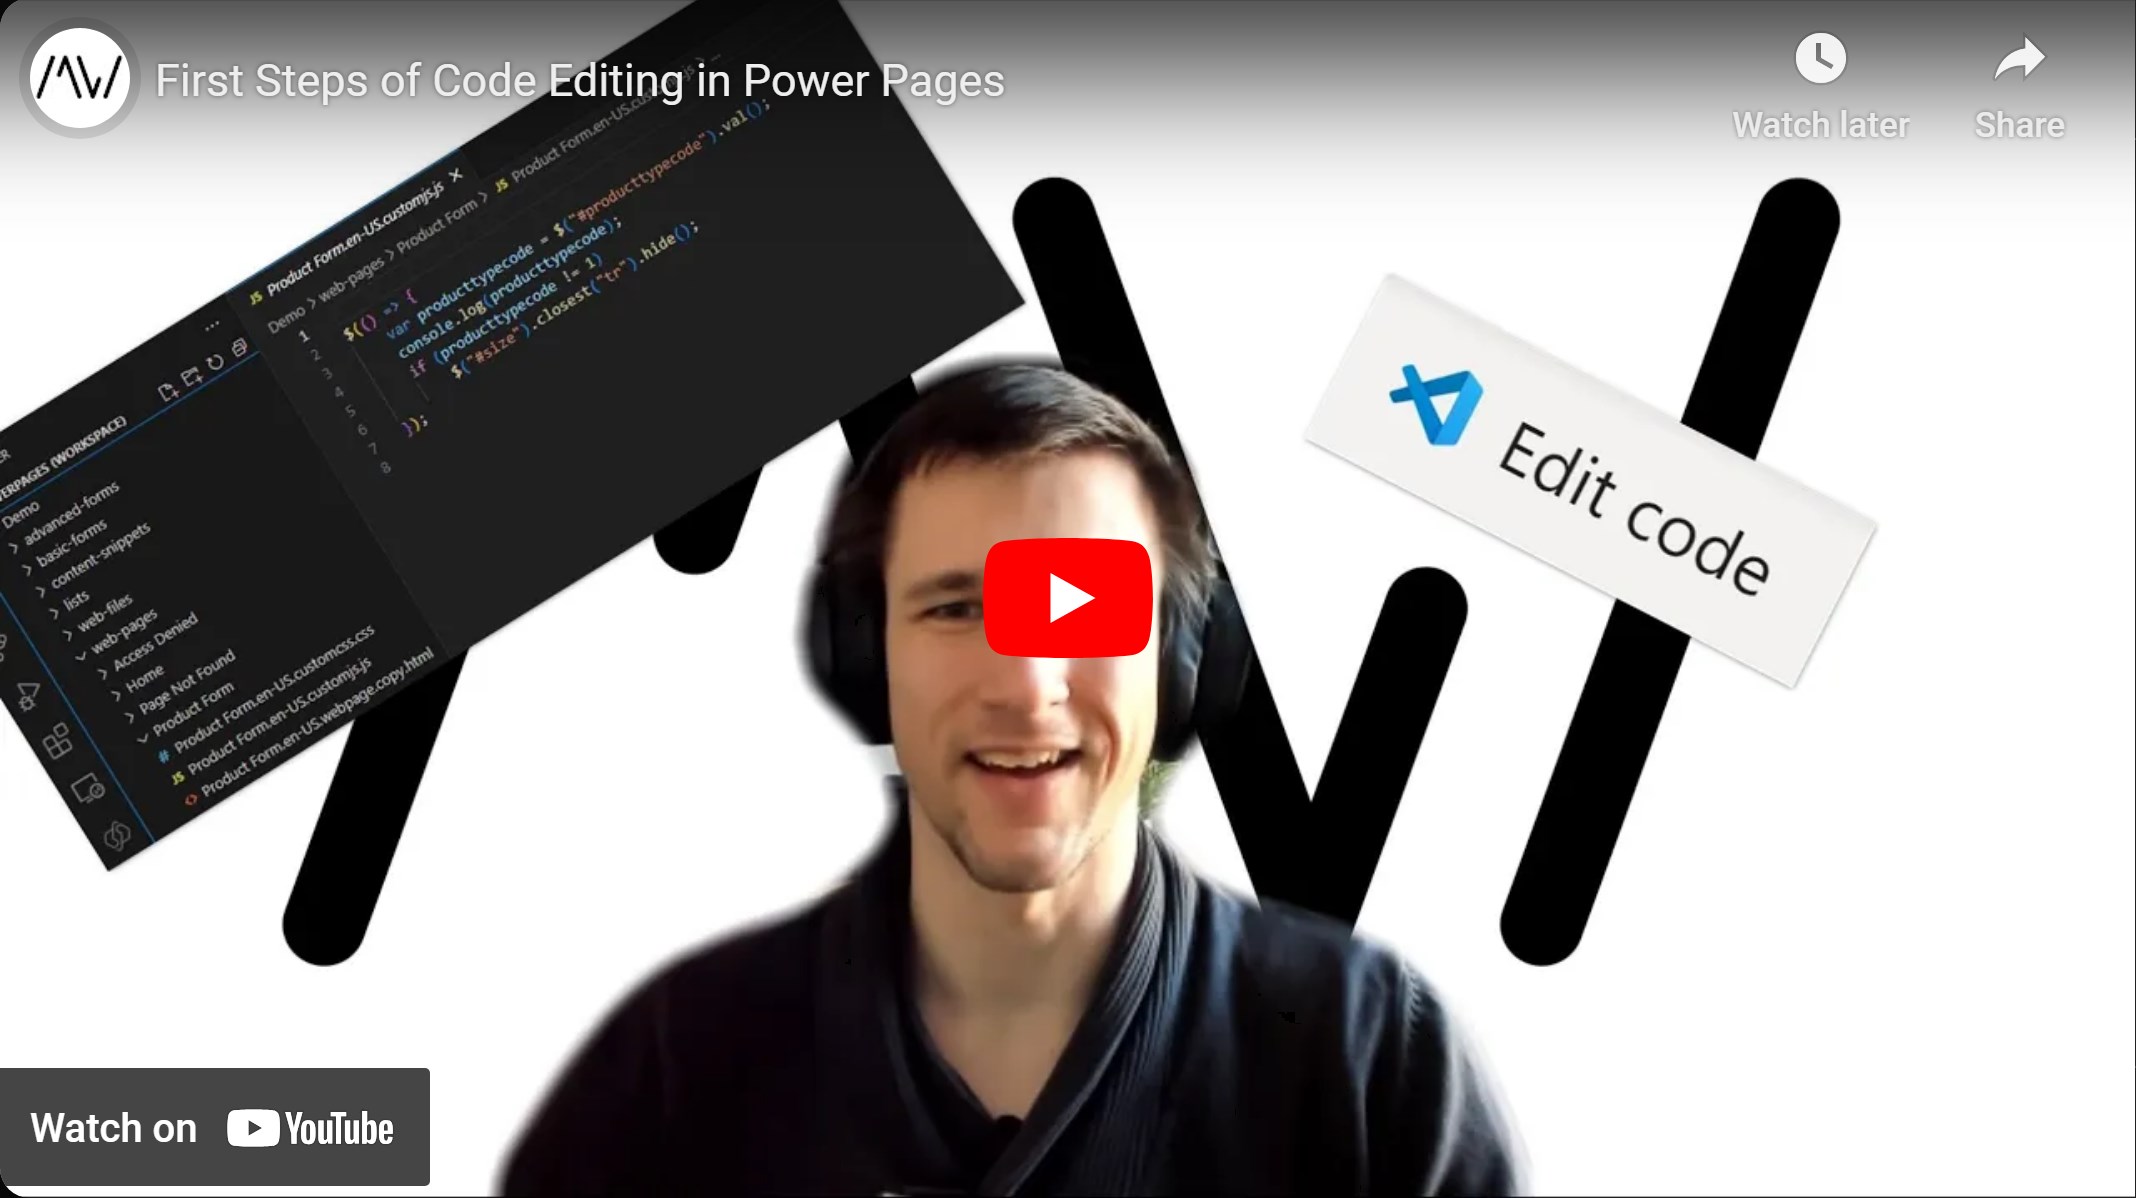 First Steps of Code Editing in Power Pages
Watch later
Share
Product Form.en-US.customjs.js
Demo > web-pages > Product Form > JS Product Form.en-US.customjs.js > ...
1 $(() => {
2 var producttypecode = $("#producttypecode").val();
3 console.log(producttypecode);
4 if (producttypecode != 1)
5 $("#size").closest("tr").hide();
6
7 });
8
(WORKSPACE)
Demo
advanced-forms
basic-forms
content-snippets
lists
web-files
web-pages
Access Denied
Home
Page Not Found
Product Form
# Product Form.en-US.customcss.css
JS Product Form.en-US.customjs.js
<> Product Form.en-US.webpage.copy.html
Edit code
Watch on YouTube